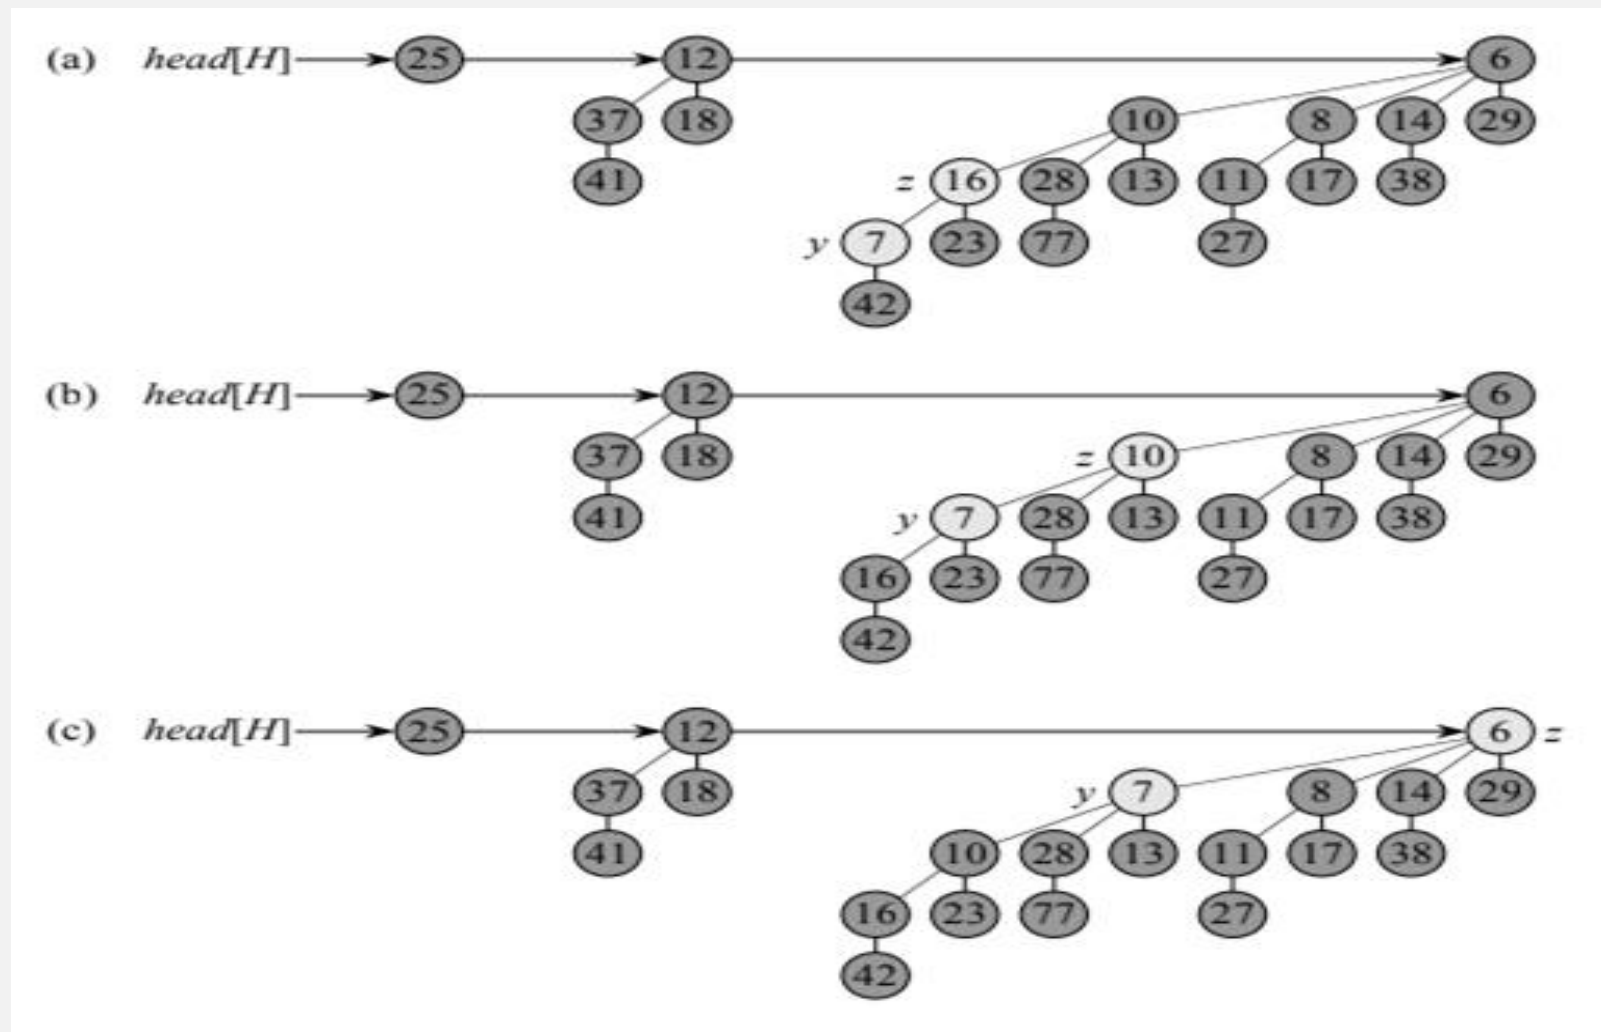 (a) head[H] 25 12 6
37 18 10 8 14 29
41 z 16 28 13 11 17 38
y 7 23 77 27
42
(b) head[H] 25 12 6
37 18 z 10 8 14 29
41 y 7 28 13 11 17 38
16 23 77 27
42
(c) head[H] 25 12 6 z
37 18 y 7 8 14 29
41 10 28 13 11 17 38
16 23 77 27
42